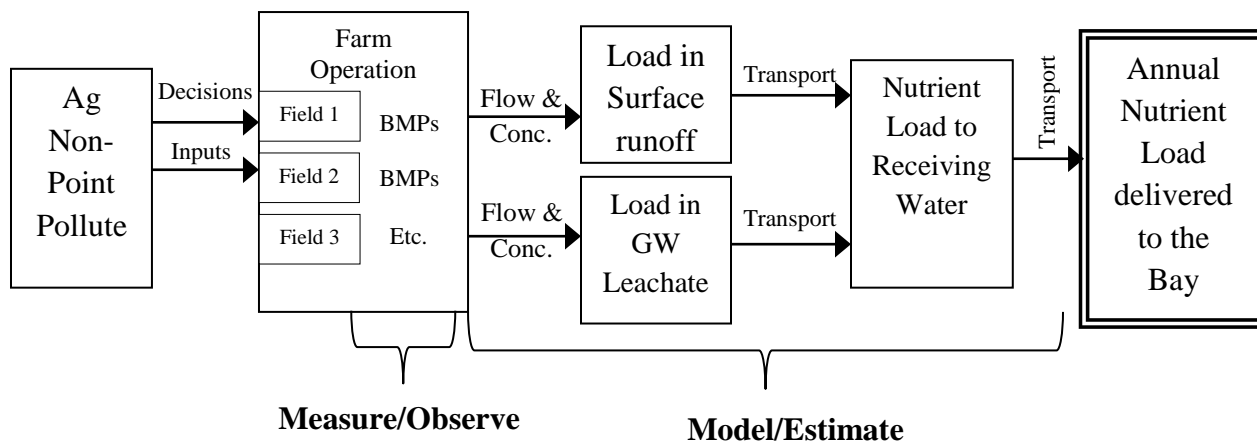 Ag
Non-
Point
Pollute
Decisions
Inputs
Farm
Operation
Field 1
BMPs
Field 2
BMPs
Field 3
Etc.
Flow &
Conc.
Flow &
Conc.
Load in
Surface
runoff
Load in
GW
Leachate
Transport
Transport
Nutrient
Load to
Receiving
Water
Transport
Annual
Nutrient
Load
delivered
to the
Bay
Measure/Observe
Model/Estimate